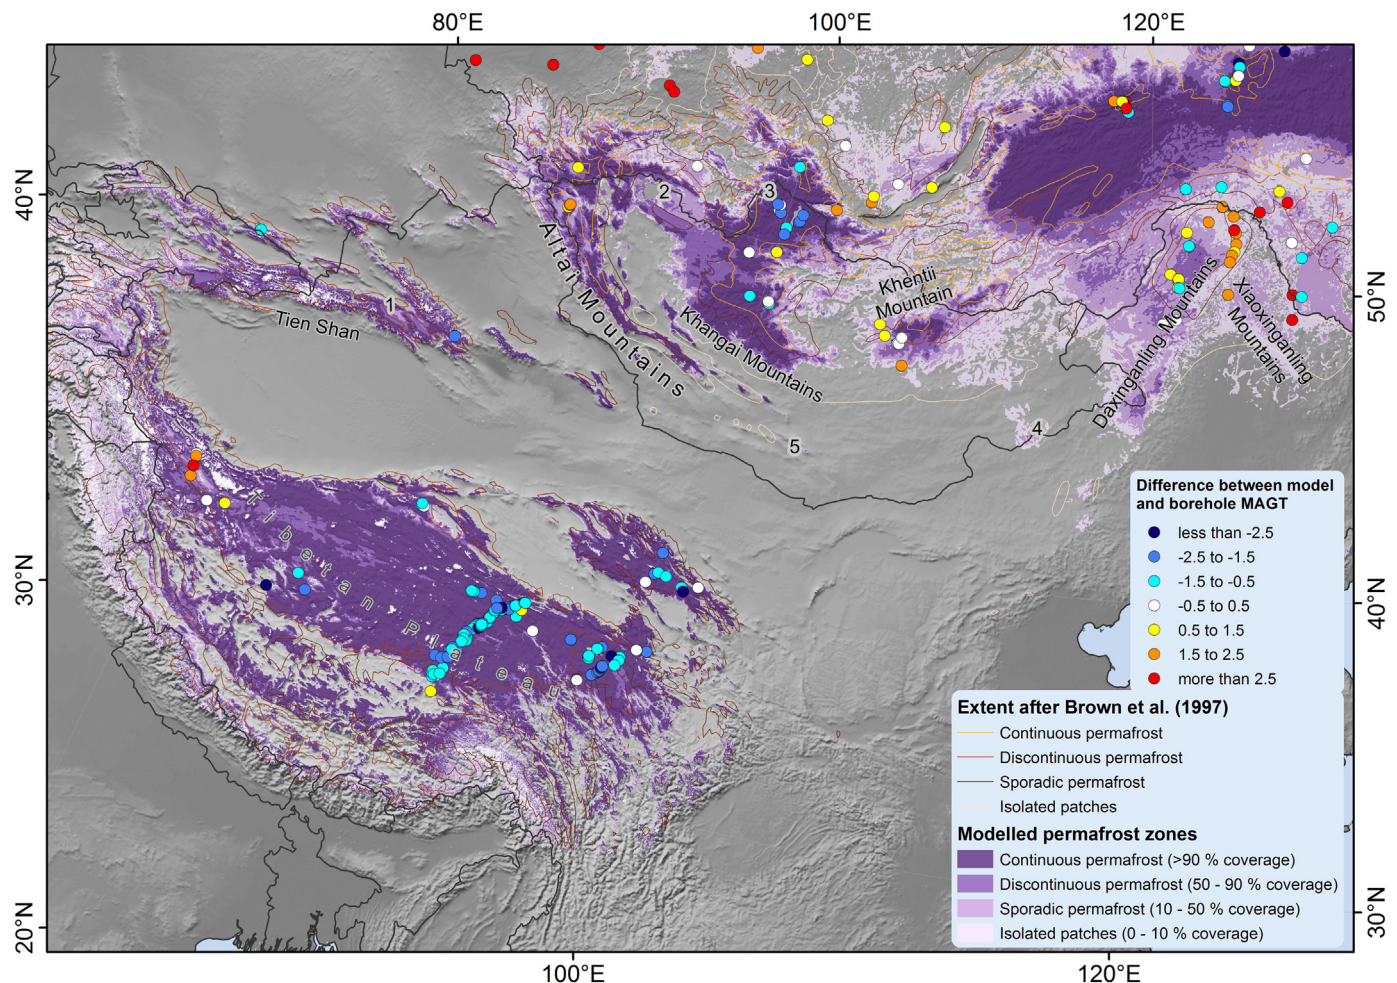 80°E
100°E
120°E
40°N
50°N
30°N
40°N
20°N
30°N
100°E
120°E
1
2
3
4
5
Altai Mountains
Tien Shan
Khangai Mountains
Khentii
Mountain
Daxinganling Mountains
Xiaoxinganling
Mountains
Tibetan Plateau
Difference between model
and borehole MAGT
less than -2.5
-2.5 to -1.5
-1.5 to -0.5
-0.5 to 0.5
0.5 to 1.5
1.5 to 2.5
more than 2.5
Extent after Brown et al. (1997)
Continuous permafrost
Discontinuous permafrost
Sporadic permafrost
Isolated patches
Modelled permafrost zones
Continuous permafrost (>90 % coverage)
Discontinuous permafrost (50 - 90 % coverage)
Sporadic permafrost (10 - 50 % coverage)
Isolated patches (0 - 10 % coverage)